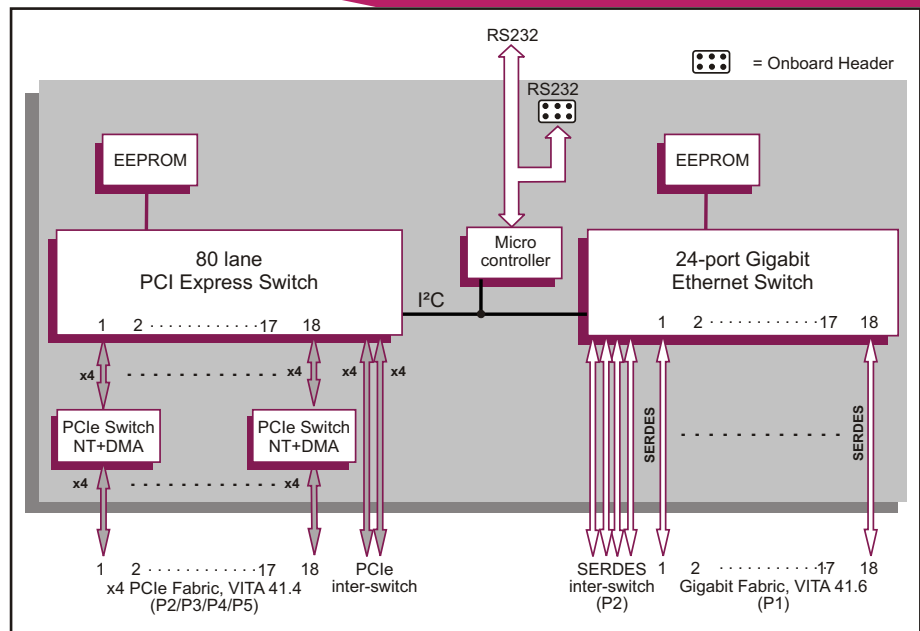 RS232
= Onboard Header
RS232
EEPROM
EEPROM
80 lane
PCI Express Switch
Micro
controller
24-port Gigabit
Ethernet Switch
I²C
1 2 ············ 17 18
1 2 ············ 17 18
x4 - - - - - - - - - - - x4 x4 x4
PCIe Switch
NT+DMA
PCIe Switch
NT+DMA
SERDES
SERDES
x4 - - - - - - - - - - - x4
1 2 ············ 17 18
x4 PCIe Fabric, VITA 41.4
(P2/P3/P4/P5)
PCIe
inter-switch
SERDES
inter-switch
(P2)
1 2 ············ 17 18
Gigabit Fabric, VITA 41.6
(P1)